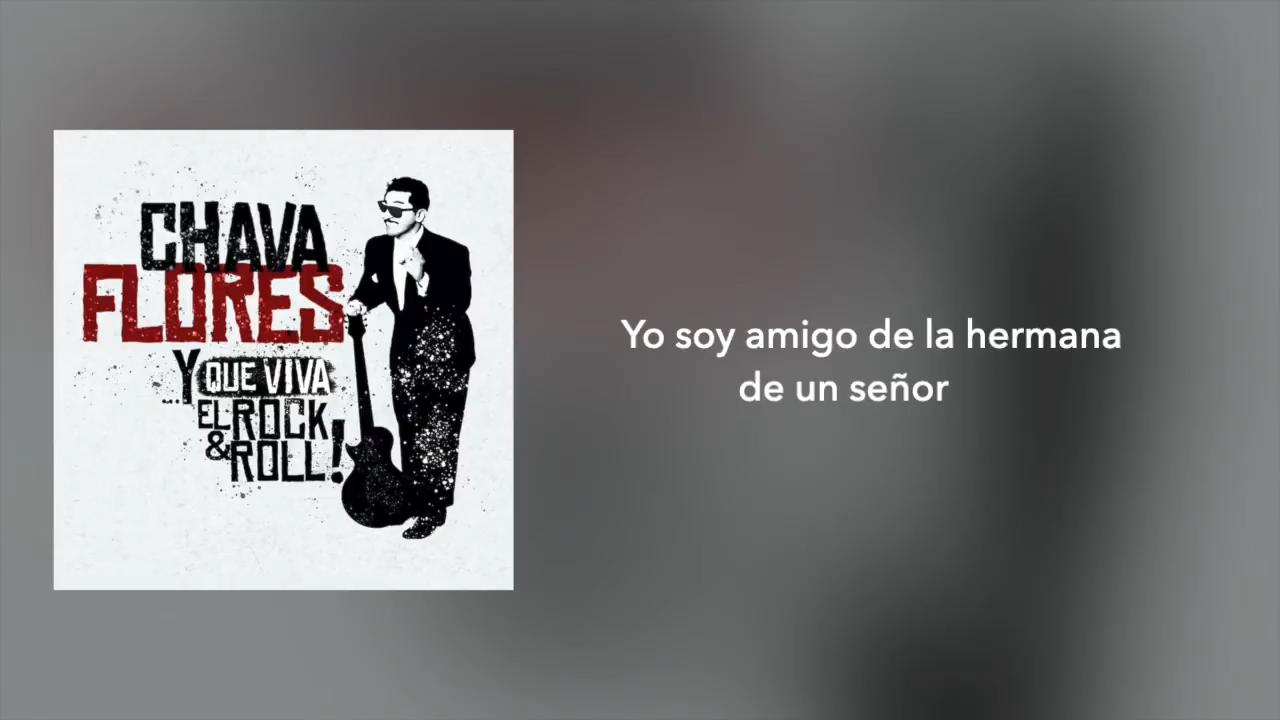 CHAVA
FLORES
...Y QUE VIVA
EL ROCK
& ROLL!
Yo soy amigo de la hermana
de un señor